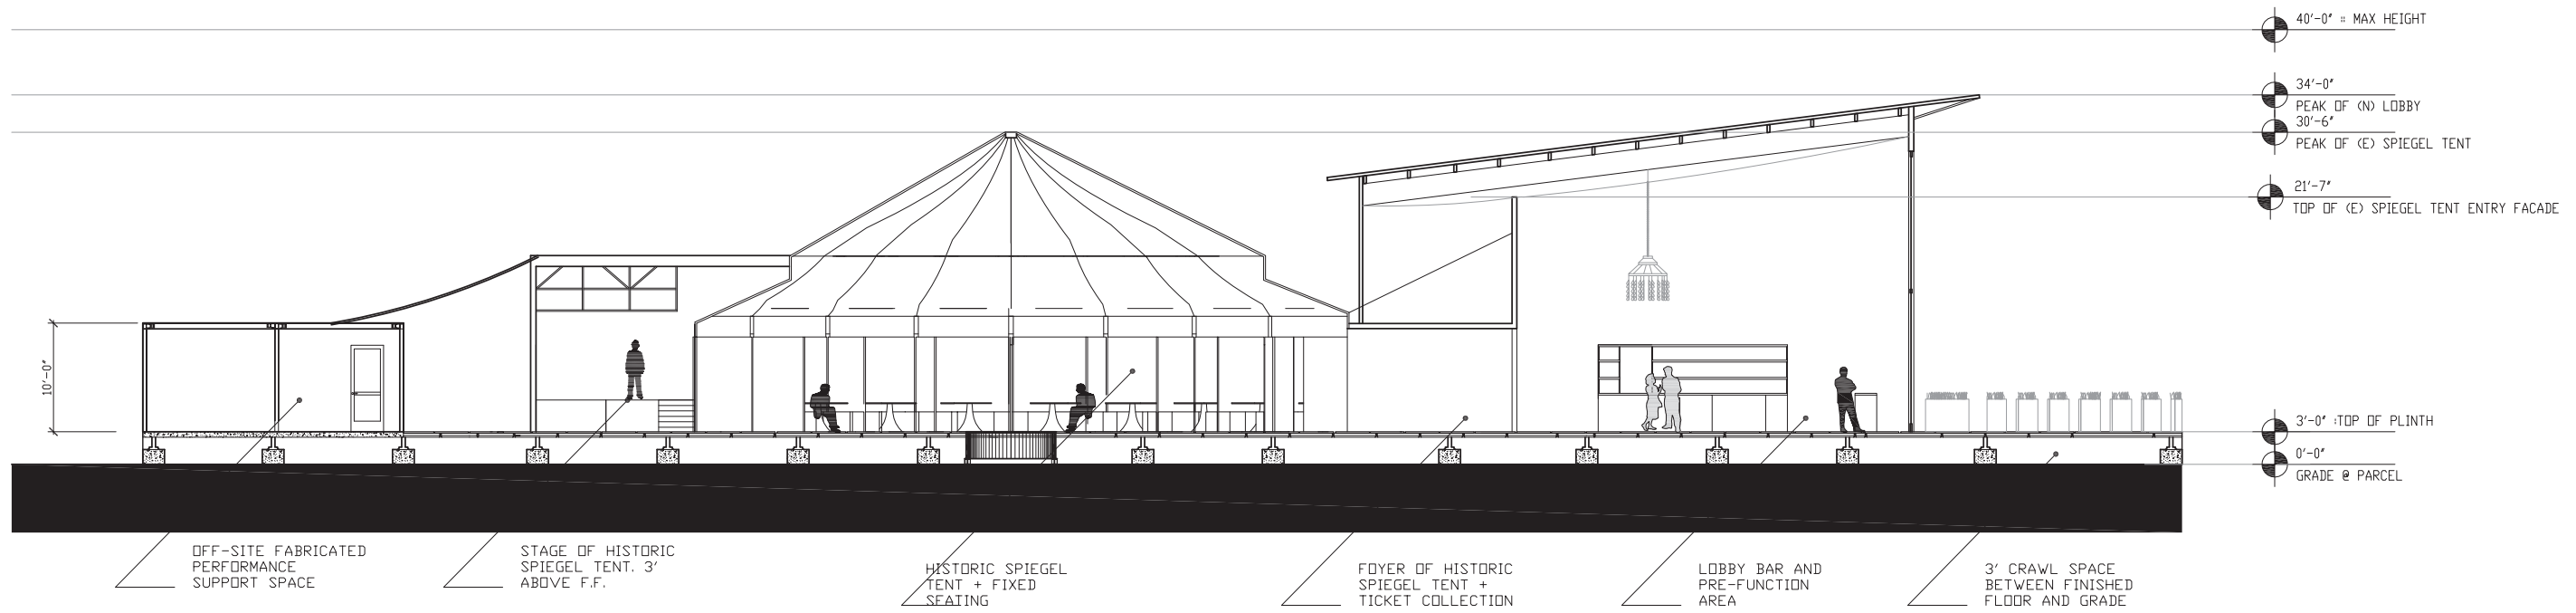 40'-0" : MAX HEIGHT
34'-0"
PEAK OF (N) LOBBY
30'-6"
PEAK OF (E) SPIEGEL TENT
21'-7"
TOP OF (E) SPIEGEL TENT ENTRY FACADE
10'-0"
3'-0" :TOP OF PLINTH
0'-0"
GRADE @ PARCEL
OFF-SITE FABRICATED
PERFORMANCE
SUPPORT SPACE
STAGE OF HISTORIC
SPIEGEL TENT. 3'
ABOVE F.F.
HISTORIC SPIEGEL
TENT + FIXED
SEATING
FOYER OF HISTORIC
SPIEGEL TENT +
TICKET COLLECTION
LOBBY BAR AND
PRE-FUNCTION
AREA
3' CRAWL SPACE
BETWEEN FINISHED
FLOOR AND GRADE